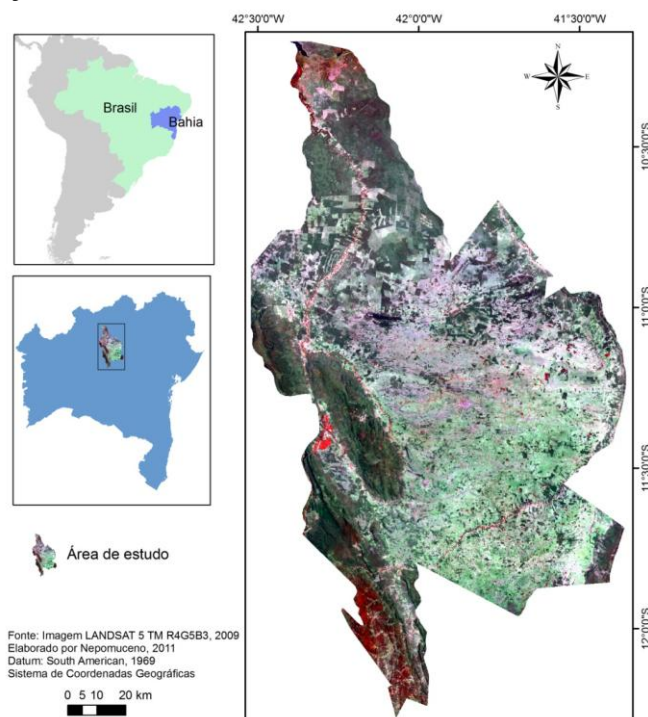 42°30'0"W 42°0'0"W 41°30'0"W
Brasil
Bahia
N
W E
S
10°30'0"S
11°0'0"S
11°30'0"S
12°0'0"S
Área de estudo
Fonte: Imagem LANDSAT 5 TM R4G5B3, 2009
Elaborado por Nepomuceno, 2011
Datum: South American, 1969
Sistema de Coordenadas Geográficas
0 5 10 20 km